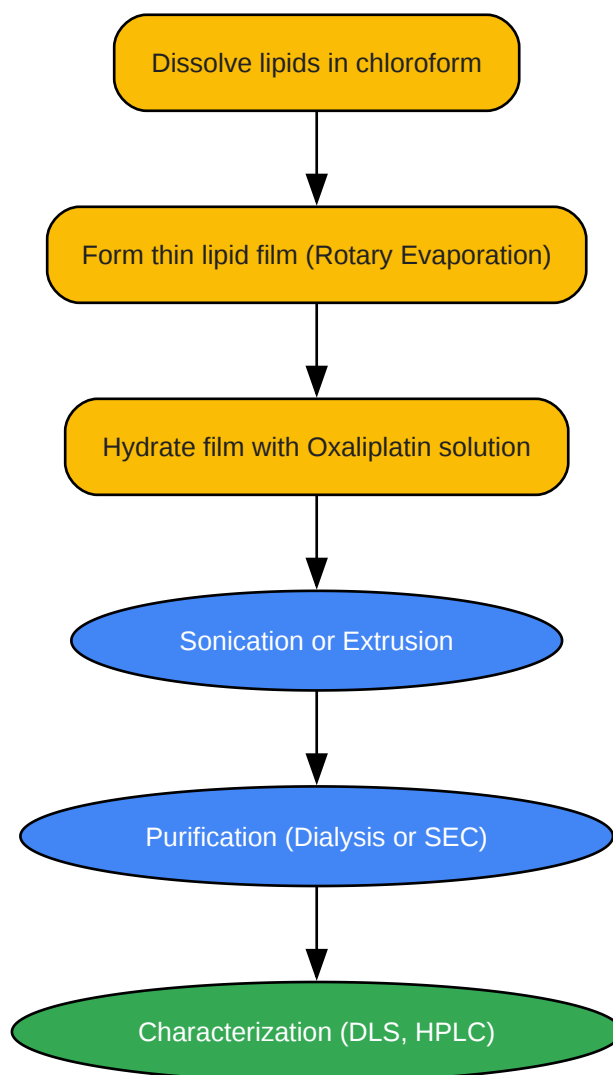 Dissolve lipids in chloroform
Form thin lipid film (Rotary Evaporation)
Hydrate film with Oxaliplatin solution
Sonication or Extrusion
Purification (Dialysis or SEC)
Characterization (DLS, HPLC)